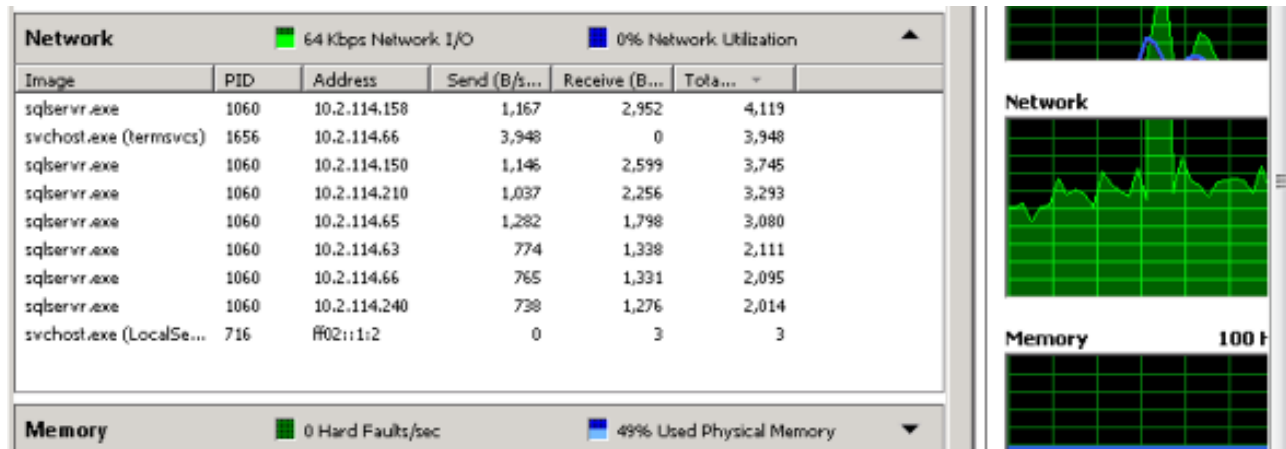 Network 64 Kbps Network I/O 0% Network Utilization
Image PID Address Send (B/s... Receive (B... Tota...
sqlservr.exe 1060 10.2.114.158 1,167 2,952 4,119
svchost.exe (termsvcs) 1656 10.2.114.66 3,948 0 3,948
sqlservr.exe 1060 10.2.114.150 1,146 2,599 3,745
sqlservr.exe 1060 10.2.114.210 1,037 2,256 3,293
sqlservr.exe 1060 10.2.114.65 1,282 1,798 3,080
sqlservr.exe 1060 10.2.114.63 774 1,338 2,111
sqlservr.exe 1060 10.2.114.66 765 1,331 2,095
sqlservr.exe 1060 10.2.114.240 738 1,276 2,014
svchost.exe (LocalSe... 716 ff02::1:2 0 3 3
Memory 0 Hard Faults/sec 49% Used Physical Memory
Network
Memory 100